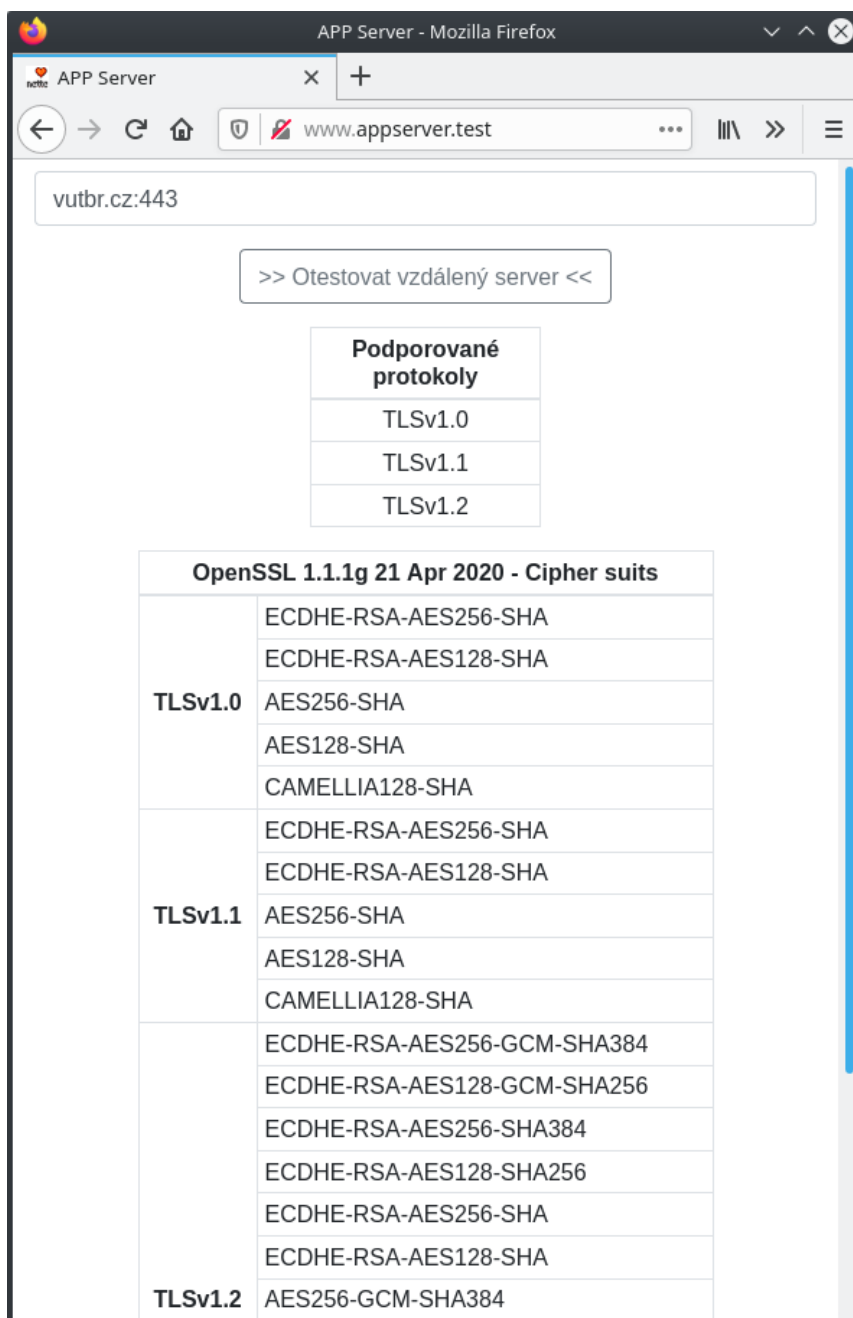 APP Server - Mozilla Firefox
nette APP Server
www.appserver.test
vutbr.cz:443
>> Otestovat vzdálený server <<
Podporované
protokoly
TLSv1.0
TLSv1.1
TLSv1.2
OpenSSL 1.1.1g 21 Apr 2020 - Cipher suits
TLSv1.0
ECDHE-RSA-AES256-SHA
ECDHE-RSA-AES128-SHA
AES256-SHA
AES128-SHA
CAMELLIA128-SHA
TLSv1.1
ECDHE-RSA-AES256-SHA
ECDHE-RSA-AES128-SHA
AES256-SHA
AES128-SHA
CAMELLIA128-SHA
TLSv1.2
ECDHE-RSA-AES256-GCM-SHA384
ECDHE-RSA-AES128-GCM-SHA256
ECDHE-RSA-AES256-SHA384
ECDHE-RSA-AES128-SHA256
ECDHE-RSA-AES256-SHA
ECDHE-RSA-AES128-SHA
AES256-GCM-SHA384